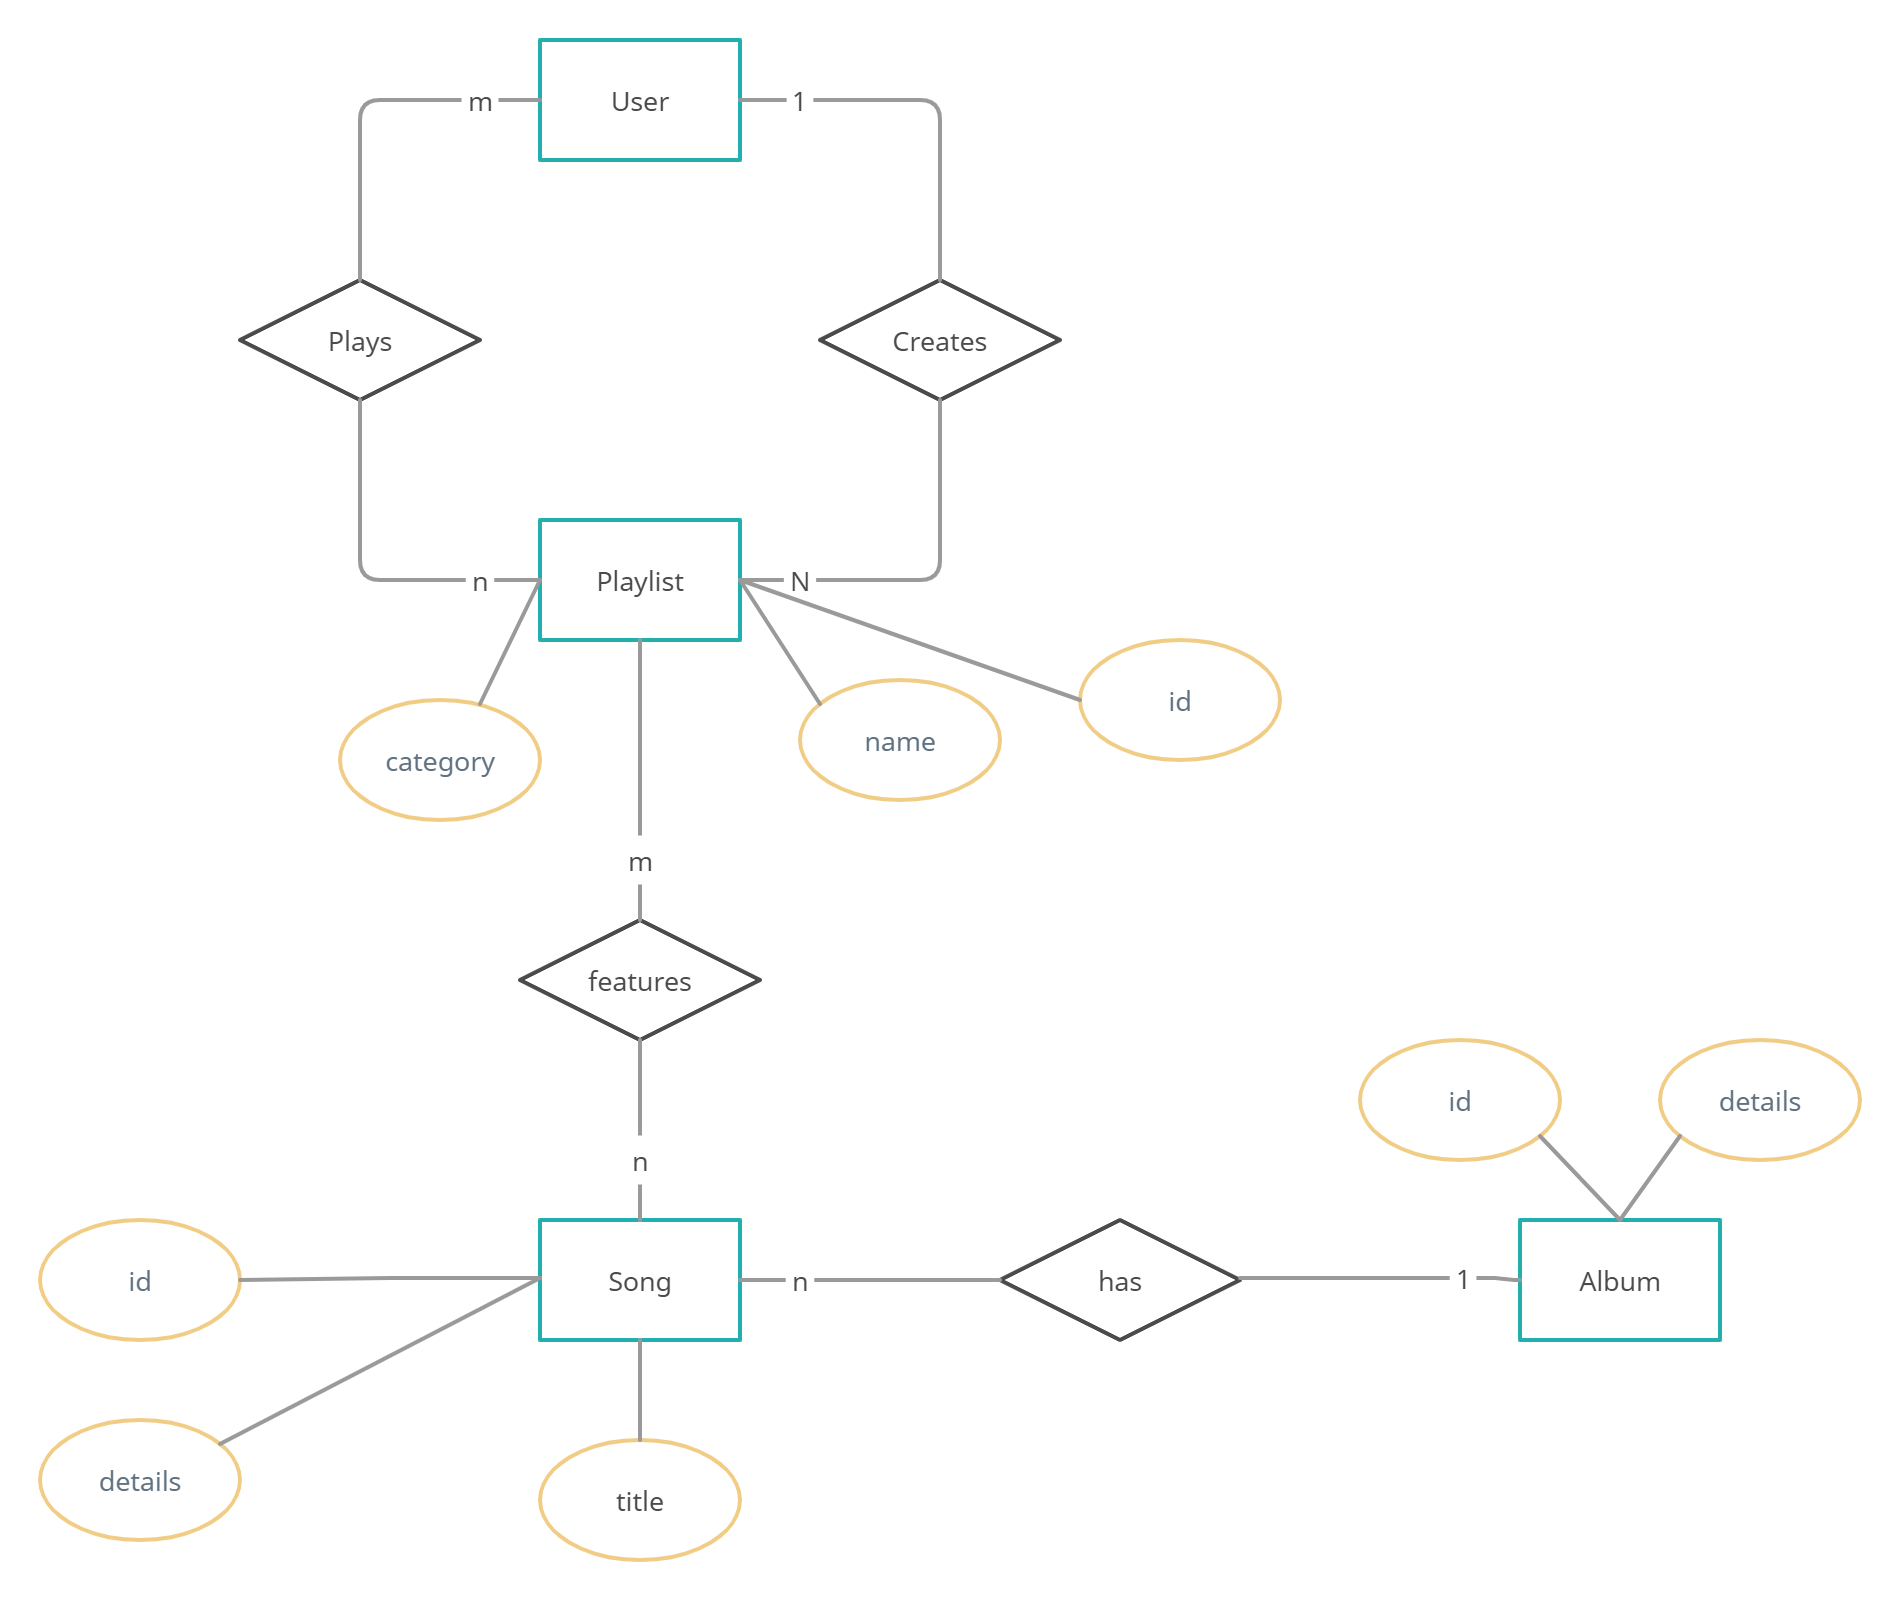 m
User
1
Plays
Creates
n
Playlist
N
category
name
id
m
features
n
id
details
id
Song
n
has
1
Album
details
title